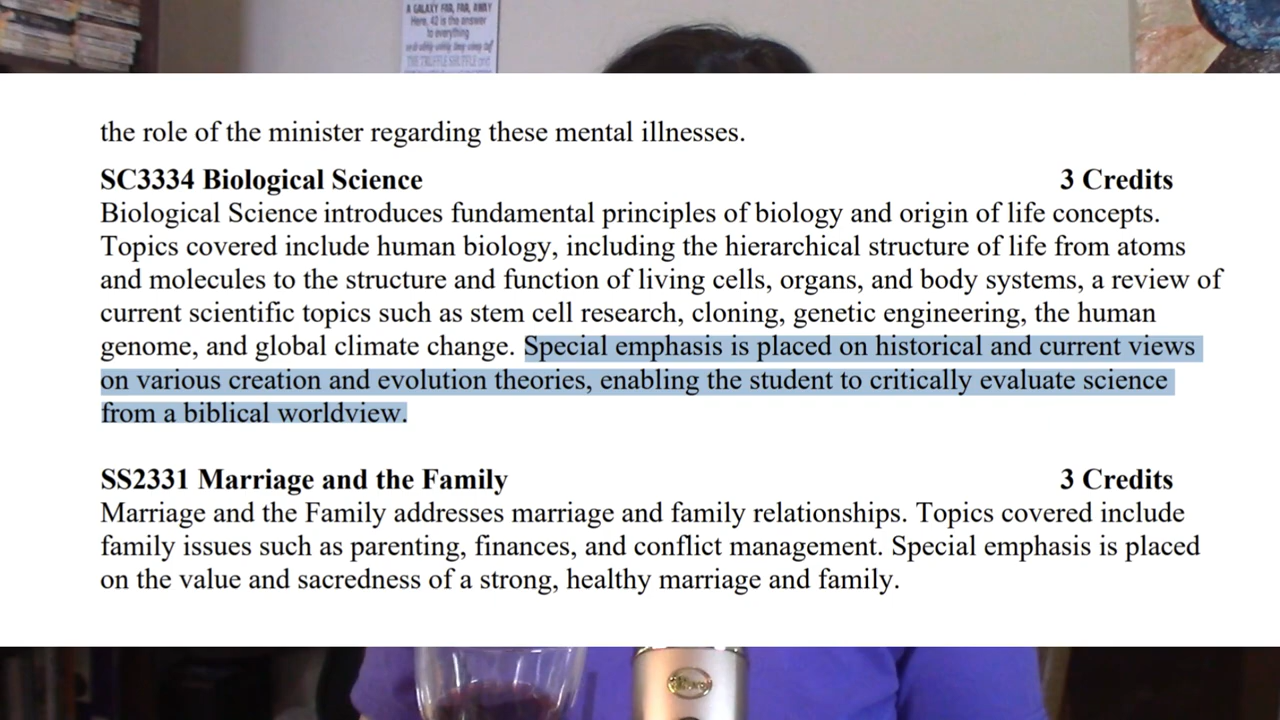 A GALAXY FAR, FAR, AWAY
Here, 42 is the answer
to everything
THE TRUFFLE SHUFFLE and
the role of the minister regarding these mental illnesses.
SC3334 Biological Science 3 Credits
Biological Science introduces fundamental principles of biology and origin of life concepts.
Topics covered include human biology, including the hierarchical structure of life from atoms
and molecules to the structure and function of living cells, organs, and body systems, a review of
current scientific topics such as stem cell research, cloning, genetic engineering, the human
genome, and global climate change. Special emphasis is placed on historical and current views
on various creation and evolution theories, enabling the student to critically evaluate science
from a biblical worldview.
SS2331 Marriage and the Family 3 Credits
Marriage and the Family addresses marriage and family relationships. Topics covered include
family issues such as parenting, finances, and conflict management. Special emphasis is placed
on the value and sacredness of a strong, healthy marriage and family.